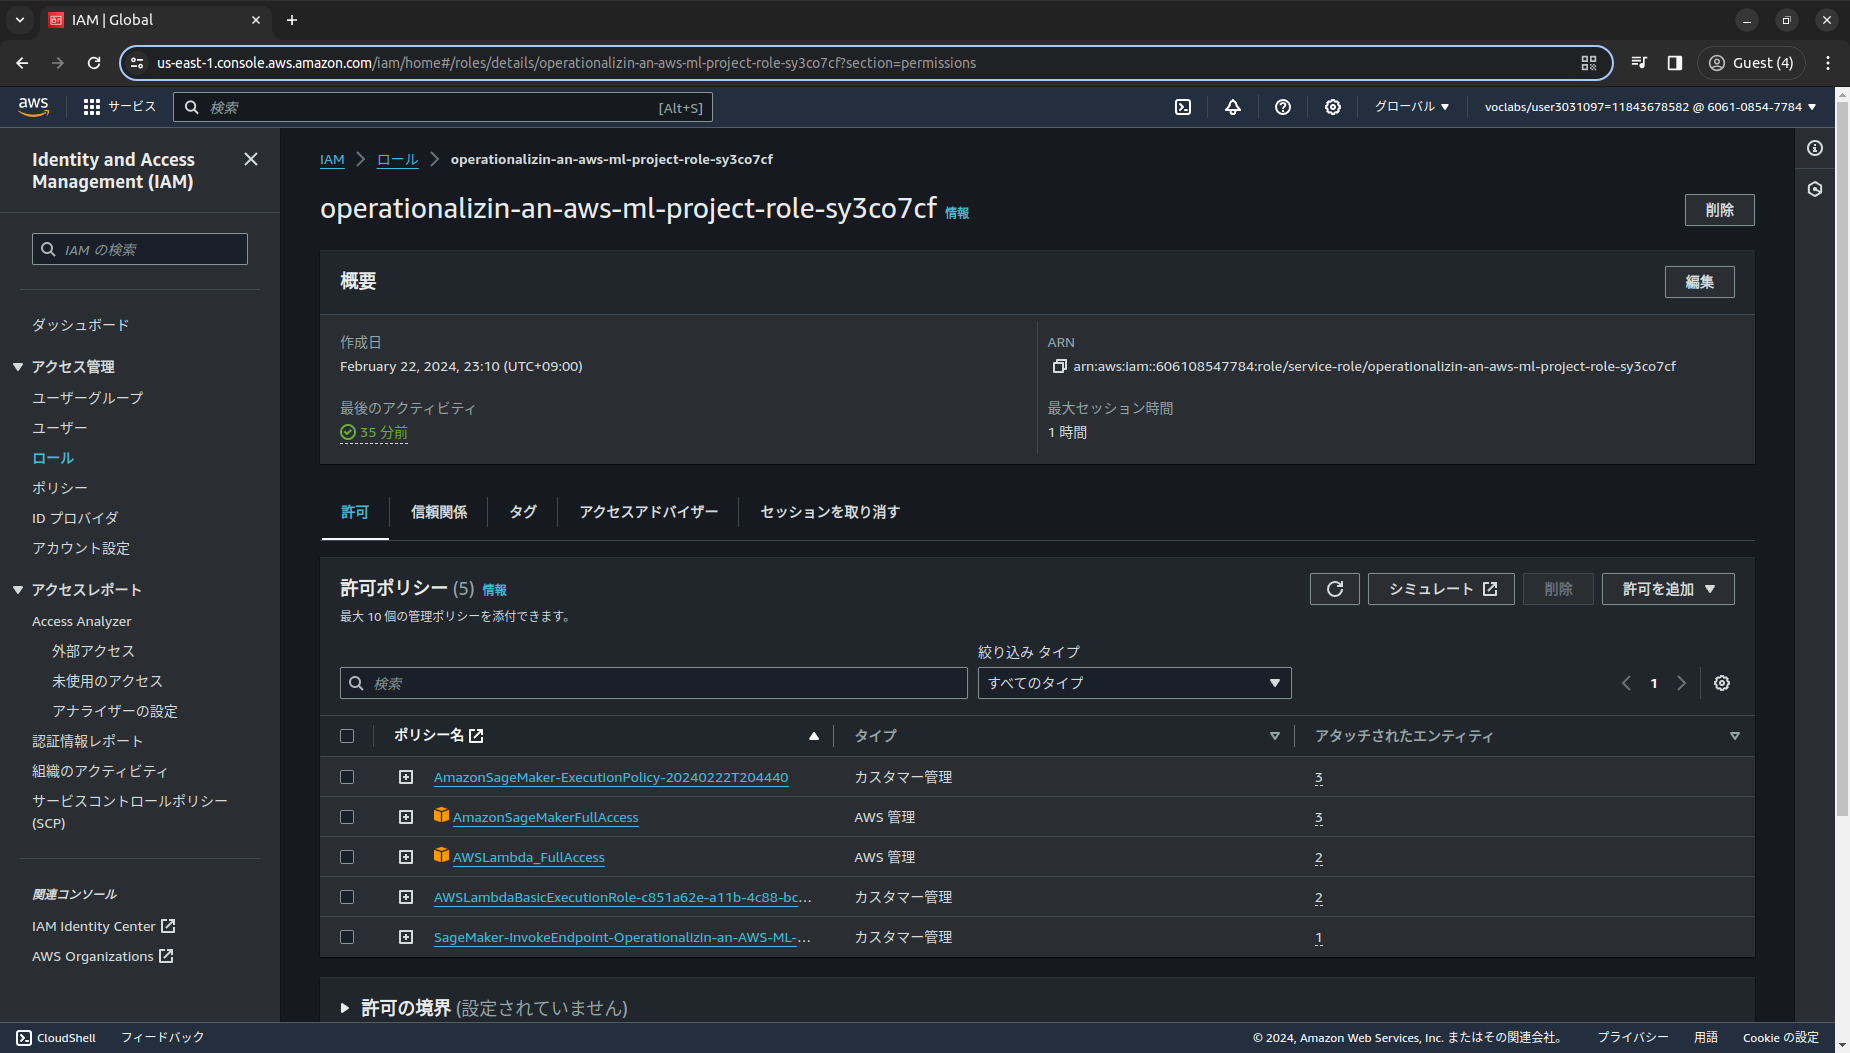 IAM | Global
us-east-1.console.aws.amazon.com/iam/home#/roles/details/operationalizin-an-aws-ml-project-role-sy3co7cf?section=permissions
Guest (4)
aws
サービス
検索
[Alt+S]
グローバル
voclabs/user3031097=11843678582 @ 6061-0854-7784
Identity and Access
Management (IAM)
IAM の検索
ダッシュボード
アクセス管理
ユーザーグループ
ユーザー
ロール
ポリシー
ID プロバイダ
アカウント設定
アクセスレポート
Access Analyzer
外部アクセス
未使用のアクセス
アナライザーの設定
認証情報レポート
組織のアクティビティ
サービスコントロールポリシー
(SCP)
関連コンソール
IAM Identity Center
AWS Organizations
IAM
ロール
operationalizin-an-aws-ml-project-role-sy3co7cf
operationalizin-an-aws-ml-project-role-sy3co7cf 情報
削除
概要
編集
作成日
February 22, 2024, 23:10 (UTC+09:00)
ARN
arn:aws:iam::606108547784:role/service-role/operationalizin-an-aws-ml-project-role-sy3co7cf
最後のアクティビティ
35 分前
最大セッション時間
1 時間
許可
信頼関係
タグ
アクセスアドバイザー
セッションを取り消す
許可ポリシー (5) 情報
最大 10 個の管理ポリシーを添付できます。
シミュレート
削除
許可を追加
絞り込み タイプ
検索
すべてのタイプ
1
ポリシー名
タイプ
アタッチされたエンティティ
AmazonSageMaker-ExecutionPolicy-20240222T204440
カスタマー管理
3
AmazonSageMakerFullAccess
AWS 管理
3
AWSLambda_FullAccess
AWS 管理
2
AWSLambdaBasicExecutionRole-c851a62e-a11b-4c88-bc...
カスタマー管理
2
SageMaker-InvokeEndpoint-Operationalizin-an-AWS-ML-...
カスタマー管理
1
許可の境界 (設定されていません)
CloudShell
フィードバック
© 2024, Amazon Web Services, Inc. またはその関連会社。
プライバシー
用語
Cookie の設定